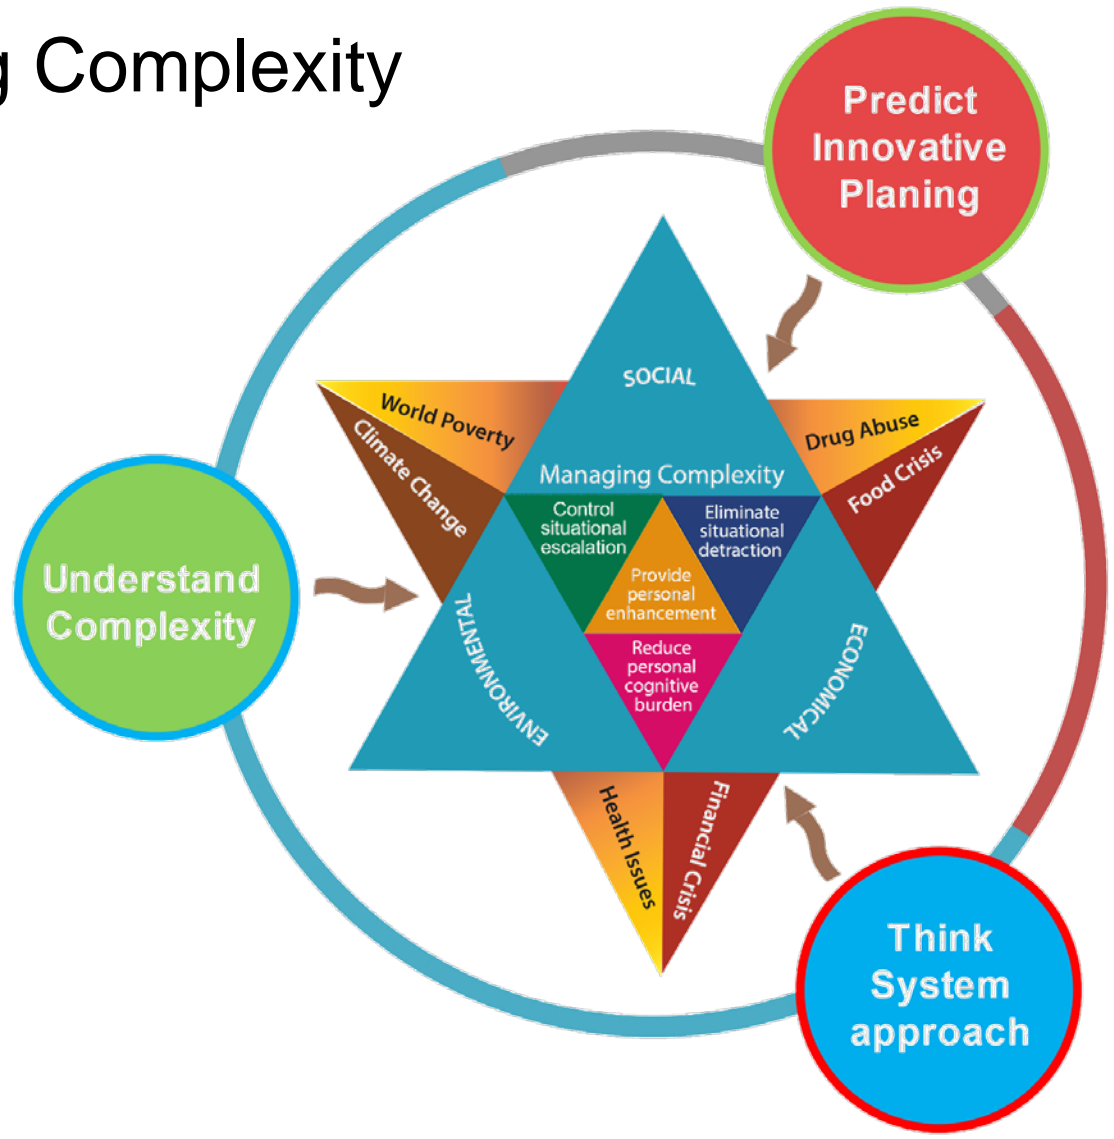 g Complexity
Predict
Innovative
Planing
SOCIAL
World Poverty
Climate Change
Drug Abuse
Food Crisis
Managing Complexity
Control
situational
escalation
Eliminate
situational
detraction
Provide
personal
enhancement
Reduce
personal
cognitive
burden
Understand
Complexity
ENVIRONMENTAL
ECONOMICAL
Health Issues
Financial Crisis
Think
System
approach